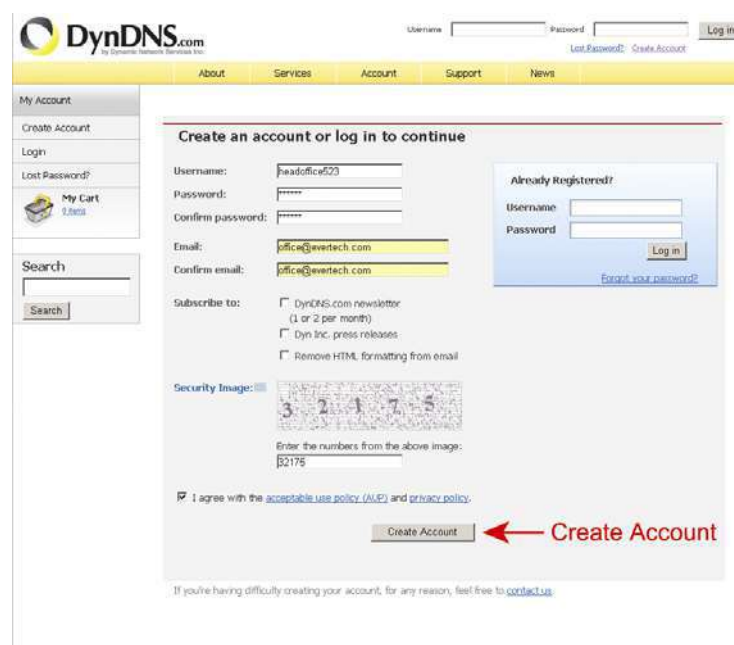 DynDNS.com
by Dynamic Network Services Inc.
Username
Password
Log in
Lost Password? Create Account
About Services Account Support News
My Account
Create Account
Login
Lost Password?
My Cart
0 items
Search
Search
Create an account or log in to continue
Username: headoffice523
Password: ******
Confirm password: ******
Email: office@evertech.com
Confirm email: office@evertech.com
Subscribe to:
DynDNS.com newsletter
(1 or 2 per month)
Dyn Inc. press releases
Remove HTML formatting from email
Security Image:
3 2 1 7 5
Enter the numbers from the above image:
32175
I agree with the acceptable use policy (AUP) and privacy policy.
Create Account
Create Account
Already Registered?
Username
Password
Log in
Forgot your password?
If you're having difficulty creating your account, for any reason, feel free to contact us.